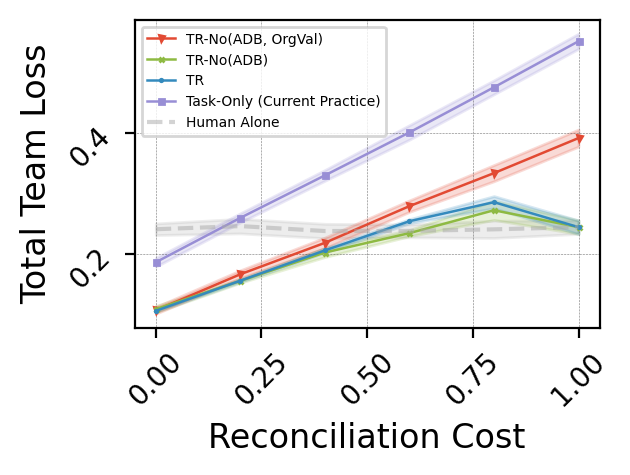 TR-No(ADB, OrgVal)
TR-No(ADB)
TR
Task-Only (Current Practice)
Human Alone
Total Team Loss
0.4
0.2
0.00
0.25
0.50
0.75
1.00
Reconciliation Cost